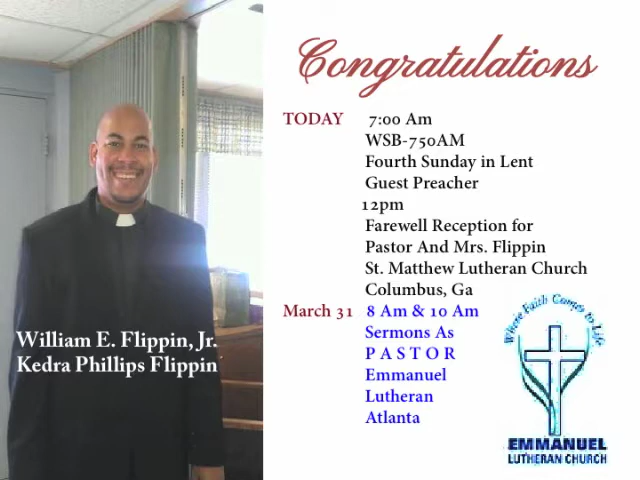 Congratulations
TODAY 7:00 Am
WSB-750AM
Fourth Sunday in Lent
Guest Preacher
12pm
Farewell Reception for
Pastor And Mrs. Flippin
St. Matthew Lutheran Church
Columbus, Ga
March 31 8 Am & 10 Am
Sermons As
P A S T O R
Emmanuel
Lutheran
Atlanta
William E. Flippin, Jr.
Kedra Phillips Flippin
Where Faith Comes to Life
EMMANUEL
LUTHERAN CHURCH